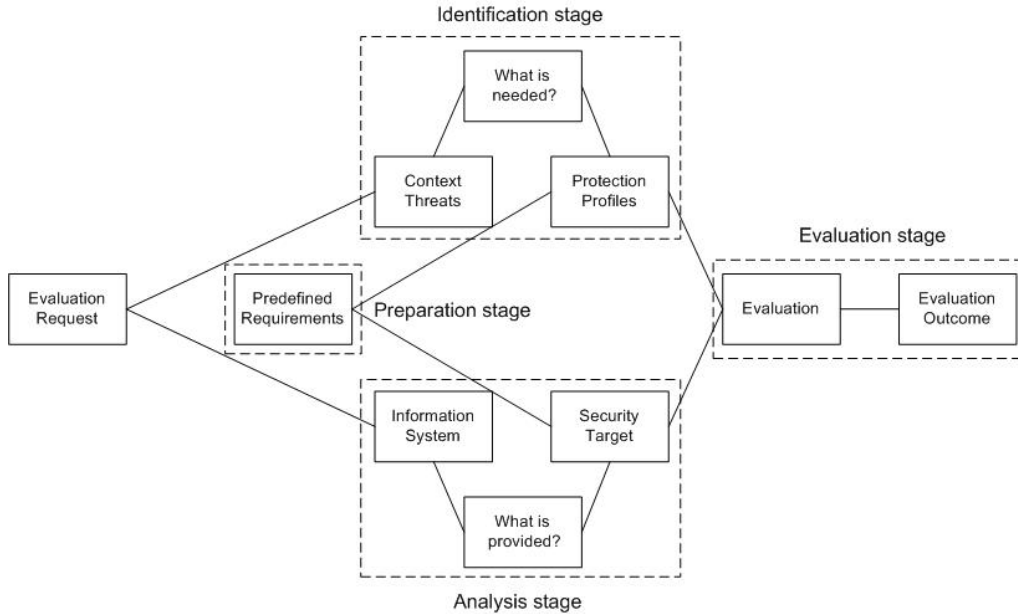 Identification stage
What is
needed?
Context
Threats
Protection
Profiles
Evaluation stage
Evaluation
Request
Predefined
Requirements
Preparation stage
Evaluation
Evaluation
Outcome
Information
System
Security
Target
What is
provided?
Analysis stage